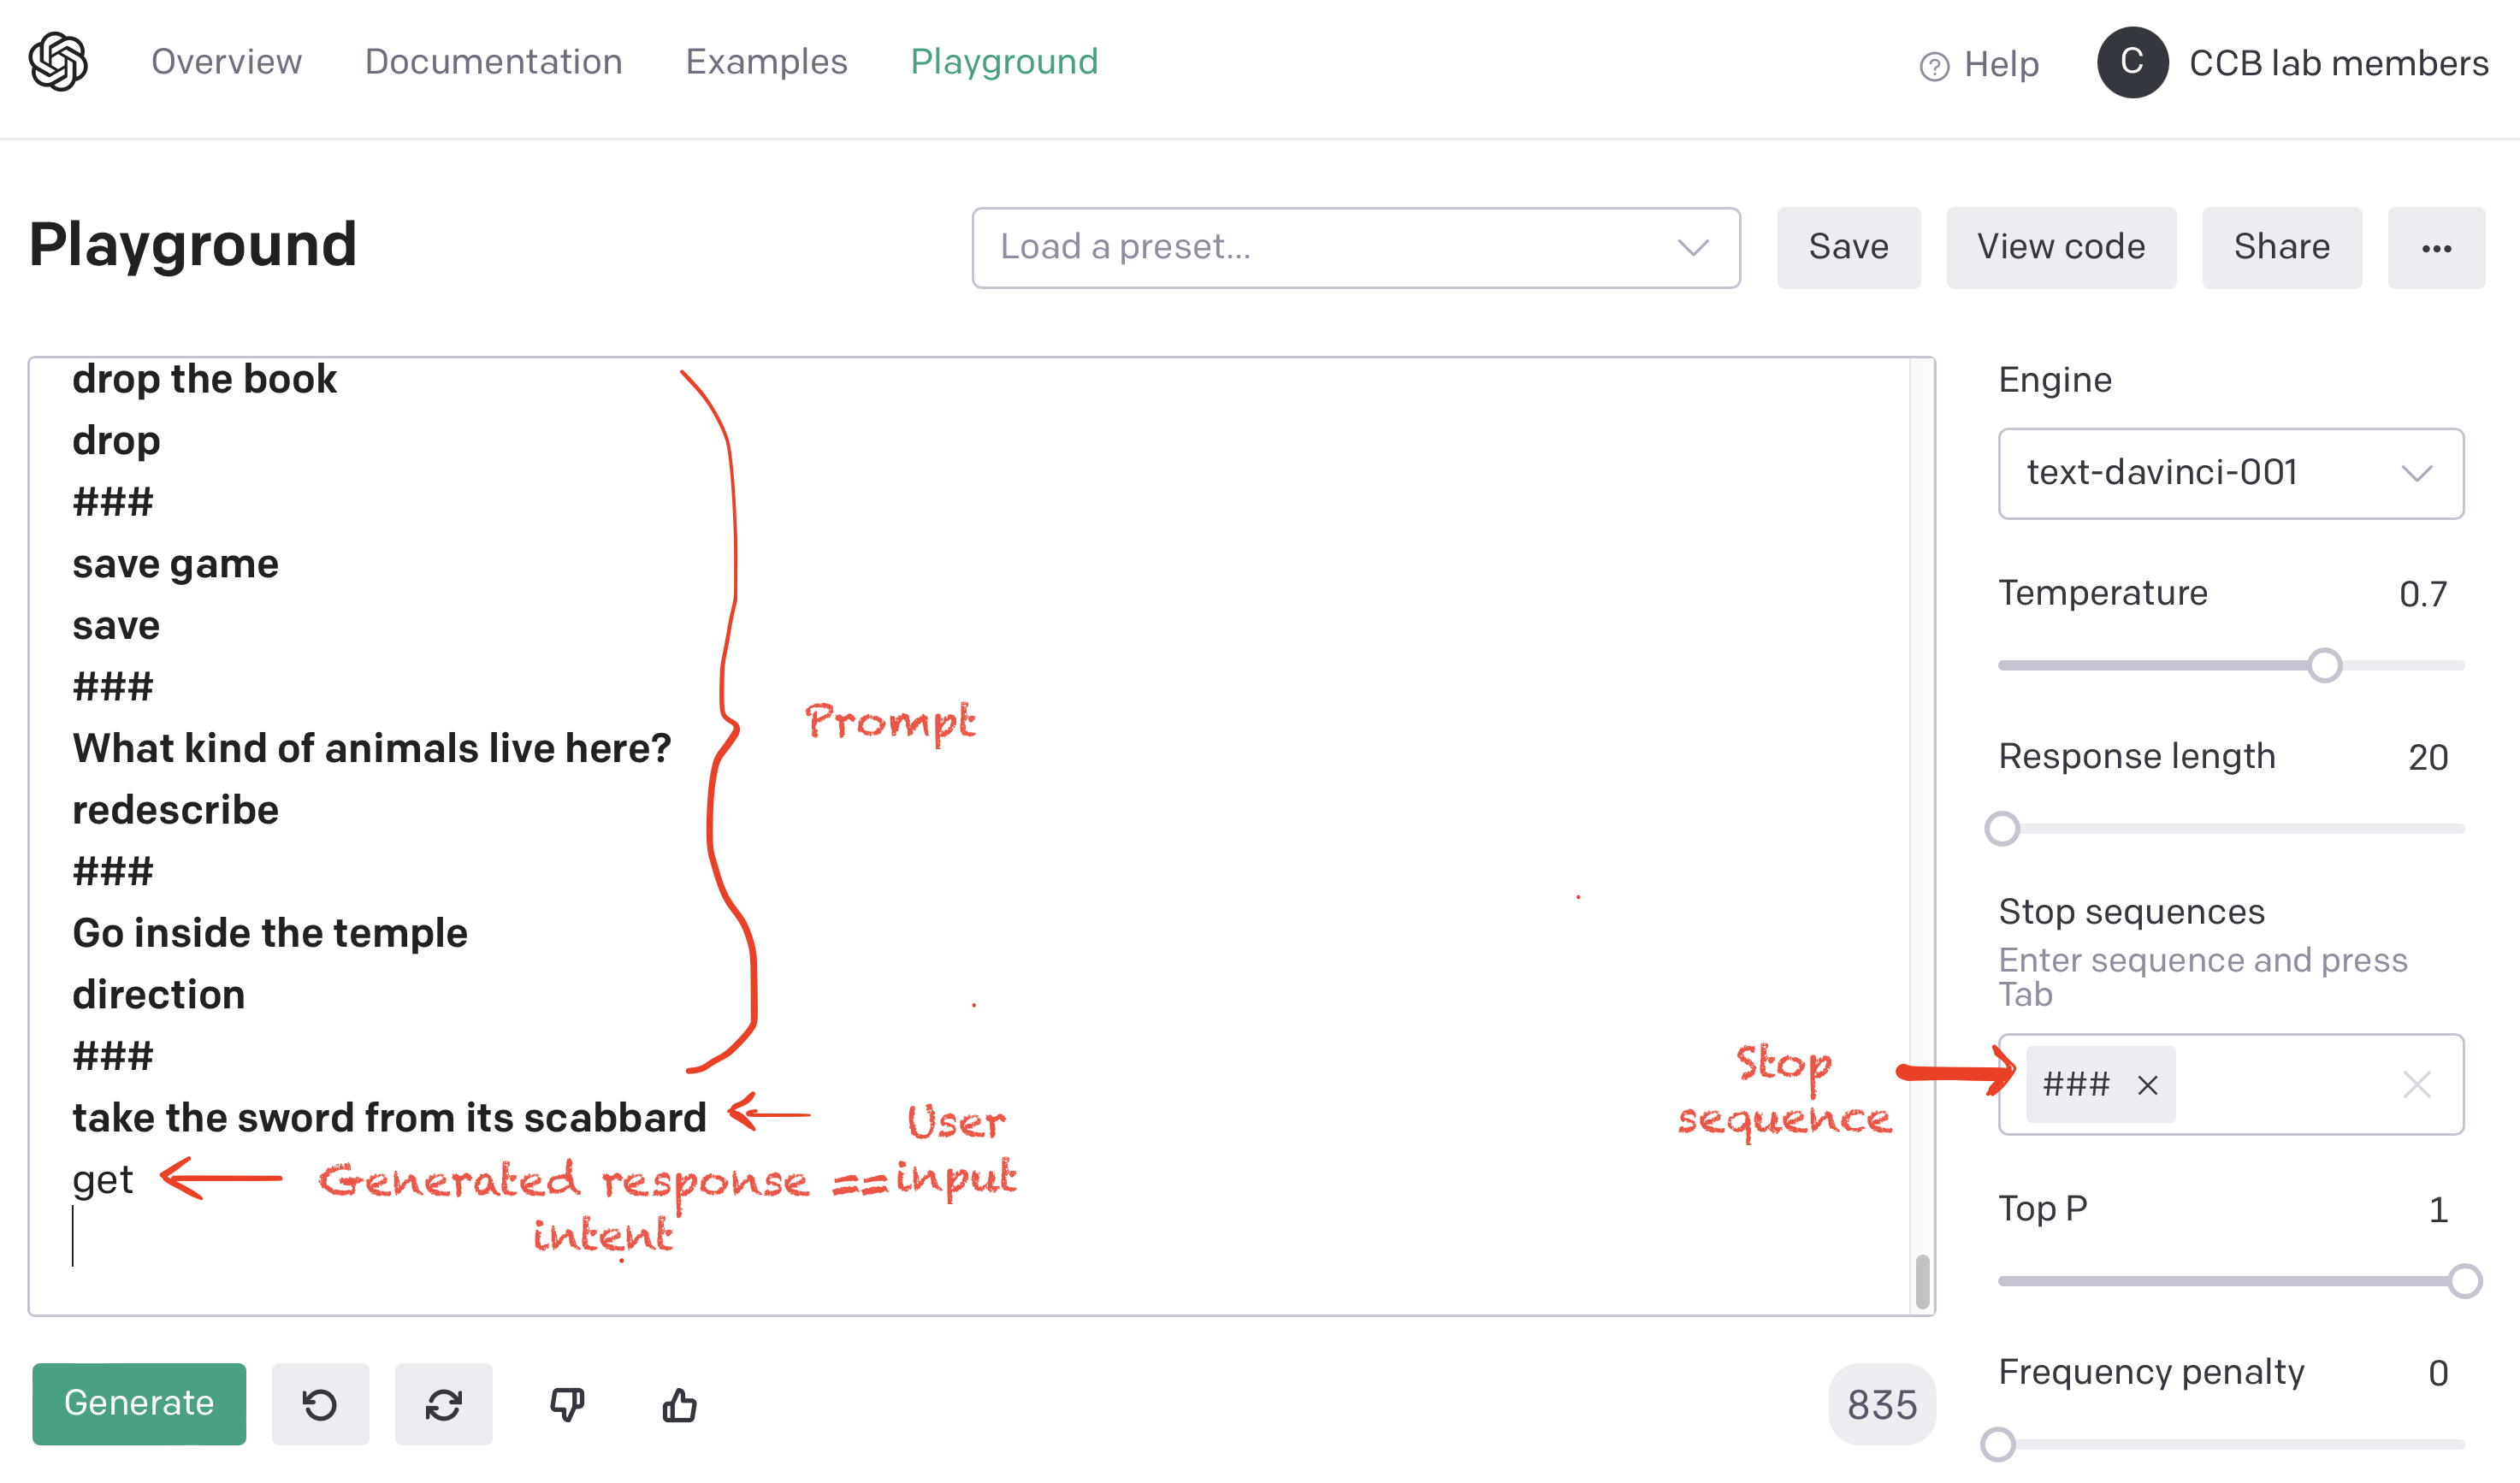 Overview Documentation Examples Playground Help C CCB lab members
Playground Load a preset... Save View code Share ...
drop the book
drop
###
save game
save
###
What kind of animals live here?
redescribe
###
Go inside the temple
direction
###
take the sword from its scabbard
get
Prompt
User
input
Generated response ==
intent
Stop
sequence
Engine
text-davinci-001
Temperature 0.7
Response length 20
Stop sequences
Enter sequence and press
Tab
### ×
Top P 1
Frequency penalty 0
Generate 835